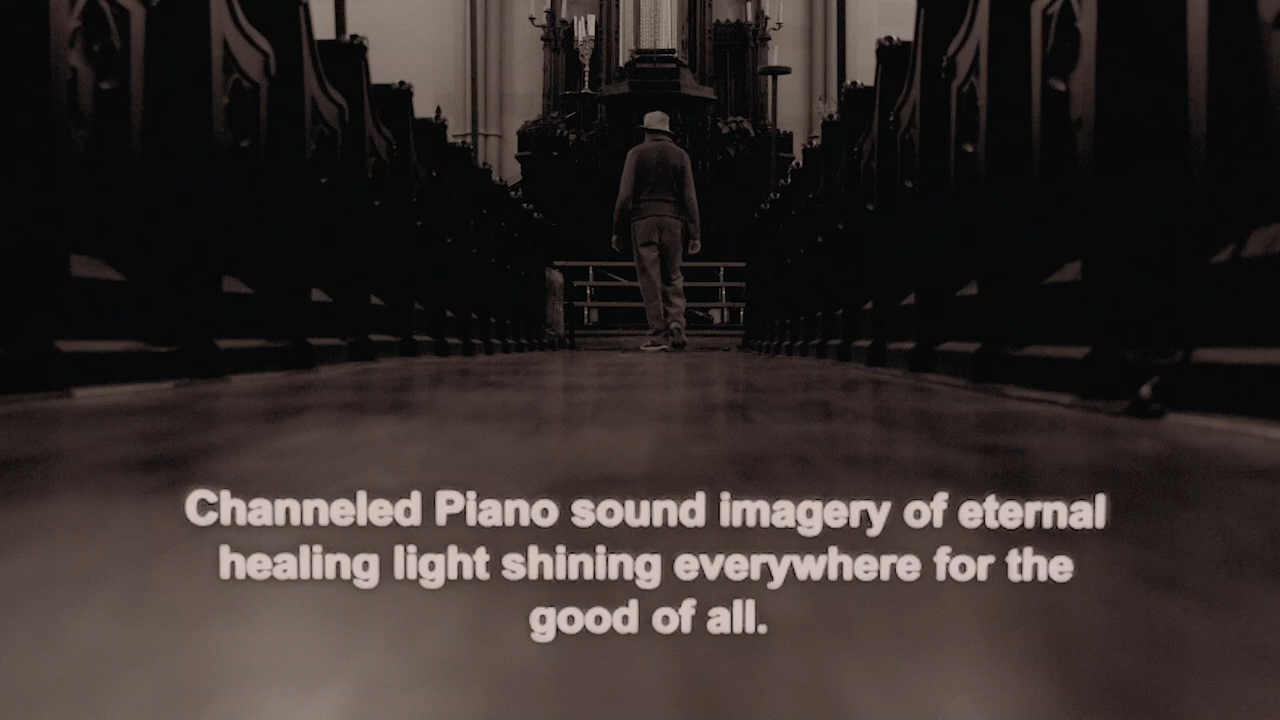 Channeled Piano sound imagery of eternal
healing light shining everywhere for the
good of all.